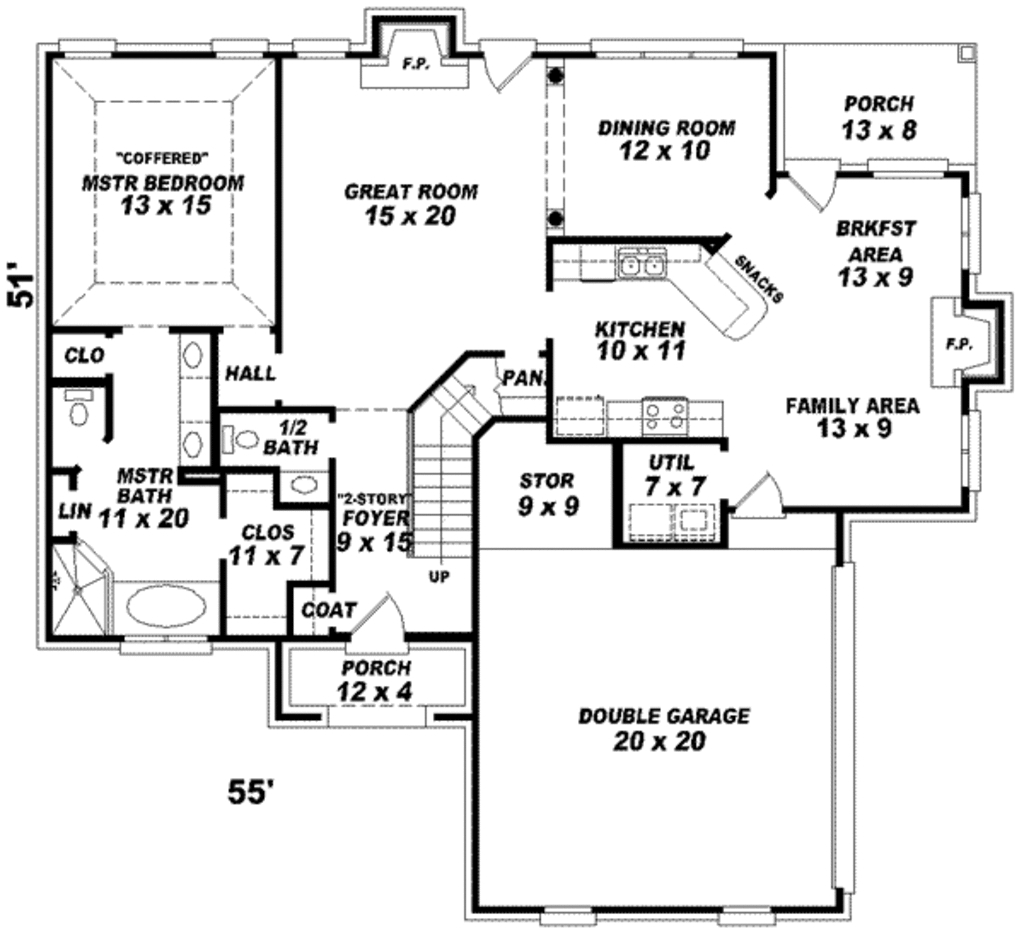 F.P.
PORCH
13 x 8
DINING ROOM
12 x 10
"COFFERED"
MSTR BEDROOM
13 x 15
GREAT ROOM
15 x 20
BRKFST
AREA
13 x 9
SNACKS
51'
KITCHEN
10 x 11
F.P.
CLO
HALL
PAN.
FAMILY AREA
13 x 9
1/2
BATH
MSTR
BATH
11 x 20
LIN
"2-STORY"
FOYER
9 x 15
STOR
9 x 9
UTIL
7 x 7
CLOS
11 x 7
UP
COAT
PORCH
12 x 4
DOUBLE GARAGE
20 x 20
55'